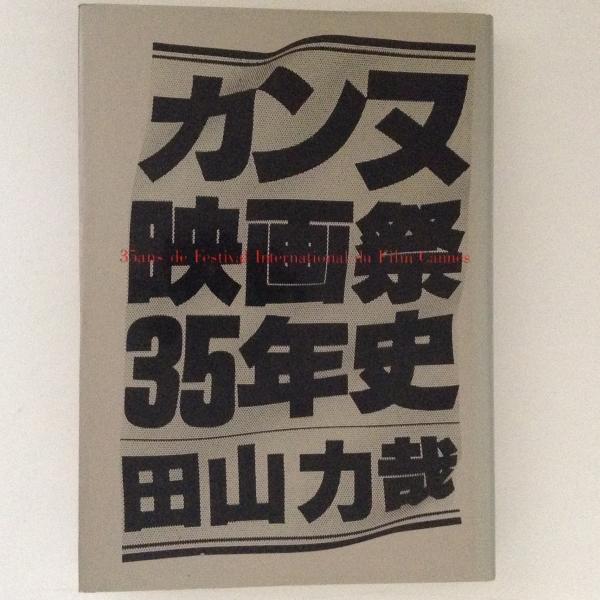 カンヌ
映画祭
35ans de Festival International du Film Cannes
35年史
田山力哉